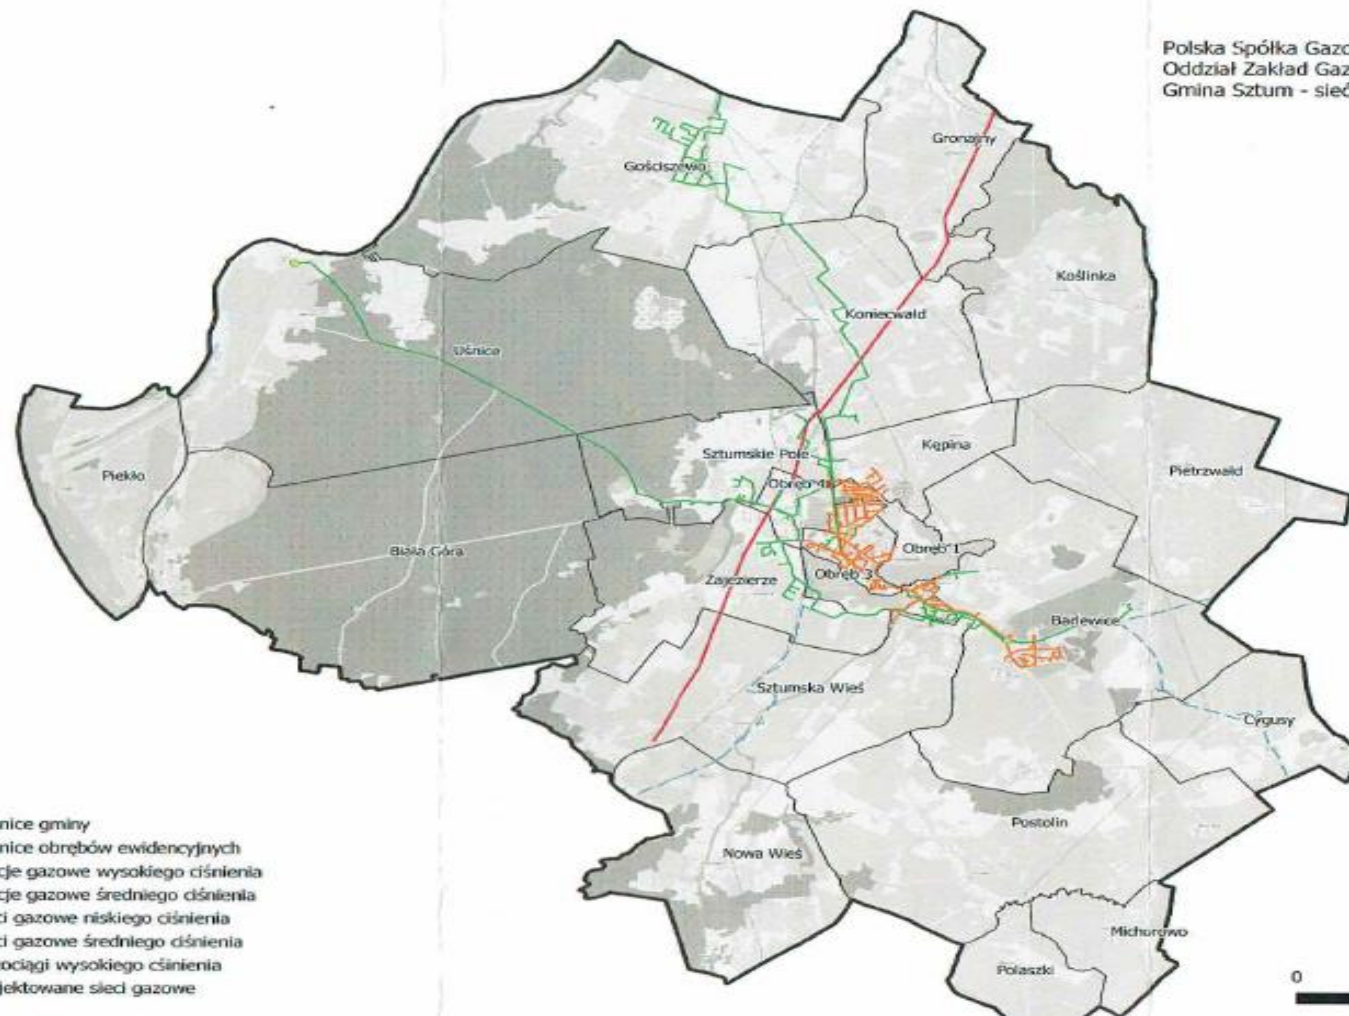 Polska Spółka Gazo
Oddział Zakład Gaz
Gmina Sztum - sieć
Gronajny
Gościszewo
Koślinka
Koniecwald
Uśnice
Kępina
Sztumskie Pole
Pietrzwałd
Piekło
Obręb 4
Biała Góra
Obręb 1
Obręb 3
Zajezierze
Barlewice
Sztumska Wieś
Cygusy
nice gminy
Postolin
nice obrębów ewidencyjnych
Nowa Wieś
cje gazowe wysokiego ciśnienia
cje gazowe średniego ciśnienia
ci gazowe niskiego ciśnienia
Michorowo
ci gazowe średniego ciśnienia
ociągi wysokiego cśinienia
Polaszki
0
jektowane sieci gazowe